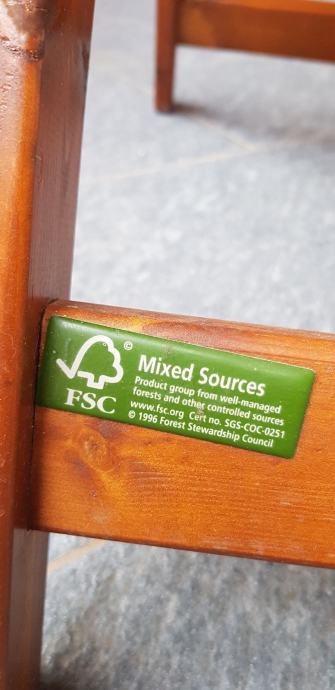 ©
FSC
Mixed Sources
Product group from well-managed
forests and other controlled sources
www.fsc.org Cert no. SGS-COC-0251
© 1996 Forest Stewardship Council